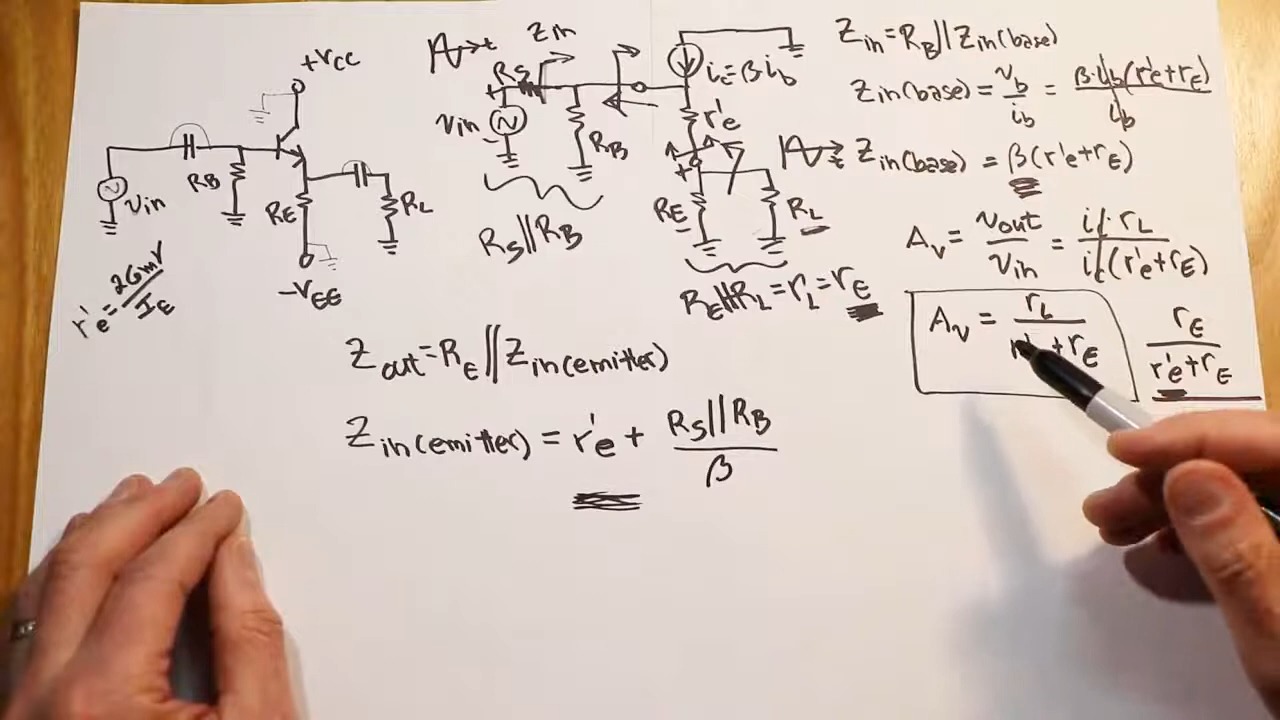 +VCC
RB
Vin
RE
RL
-VEE
r'e = 26mV / IE
Zin
RS
Vin
RB
ic = βib
r'e
RE
RL
RS||RB
RE||RL = rL = rE
Zin = RB || Zin(base)
Zin(base) = vb / ib = β·ib(r'e+rE) / ib
Zin(base) = β(r'e+rE)
Av = vout / vin = ic·rL / ic(r'e+rE)
Av = rL / r'e+rE
rE / r'e+rE
Zout = RE || Zin(emitter)
Zin(emitter) = r'e + RS||RB / β